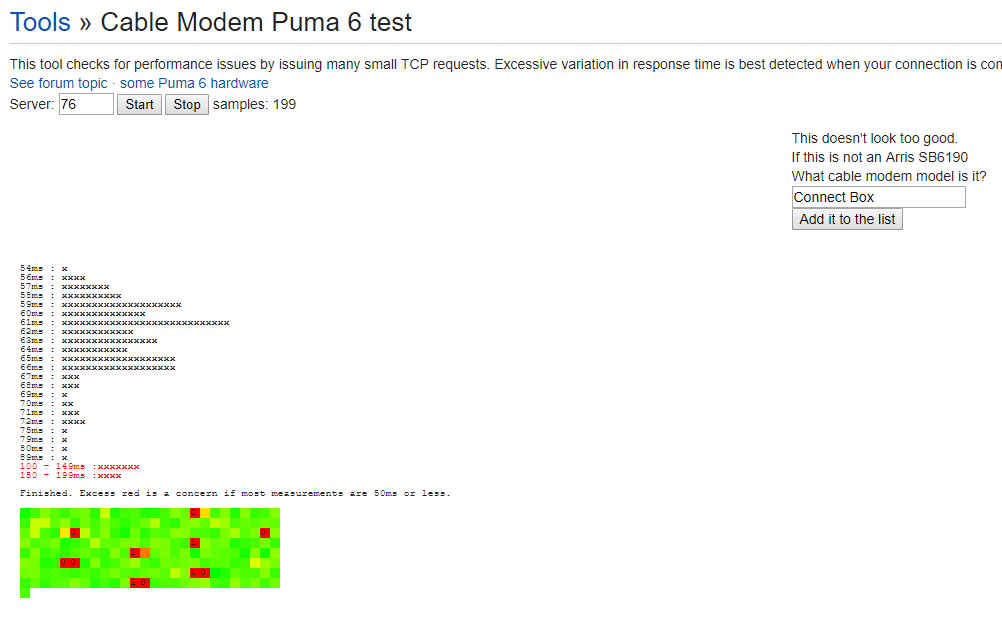 Tools » Cable Modem Puma 6 test
This tool checks for performance issues by issuing many small TCP requests. Excessive variation in response time is best detected when your connection is con
See forum topic · some Puma 6 hardware
Server: 76 Start Stop samples: 199
This doesn't look too good.
If this is not an Arris SB6190
What cable modem model is it?
Connect Box
Add it to the list
54ms : x
56ms : xxxx
57ms : xxxxxxxx
58ms : xxxxxxxxxx
59ms : xxxxxxxxxxxxxxxxxxxx
60ms : xxxxxxxxxxxxxx
61ms : xxxxxxxxxxxxxxxxxxxxxxxxxxxx
62ms : xxxxxxxxxxxx
63ms : xxxxxxxxxxxxxxxx
64ms : xxxxxxxxxxx
65ms : xxxxxxxxxxxxxxxxxxx
66ms : xxxxxxxxxxxxxxxxxxx
67ms : xxx
68ms : xxx
69ms : x
70ms : xx
71ms : xxx
72ms : xxxx
75ms : x
79ms : x
80ms : x
89ms : x
100 - 149ms :xxxxxxx
150 - 199ms :xxxx
Finished. Excess red is a concern if most measurements are 50ms or less.